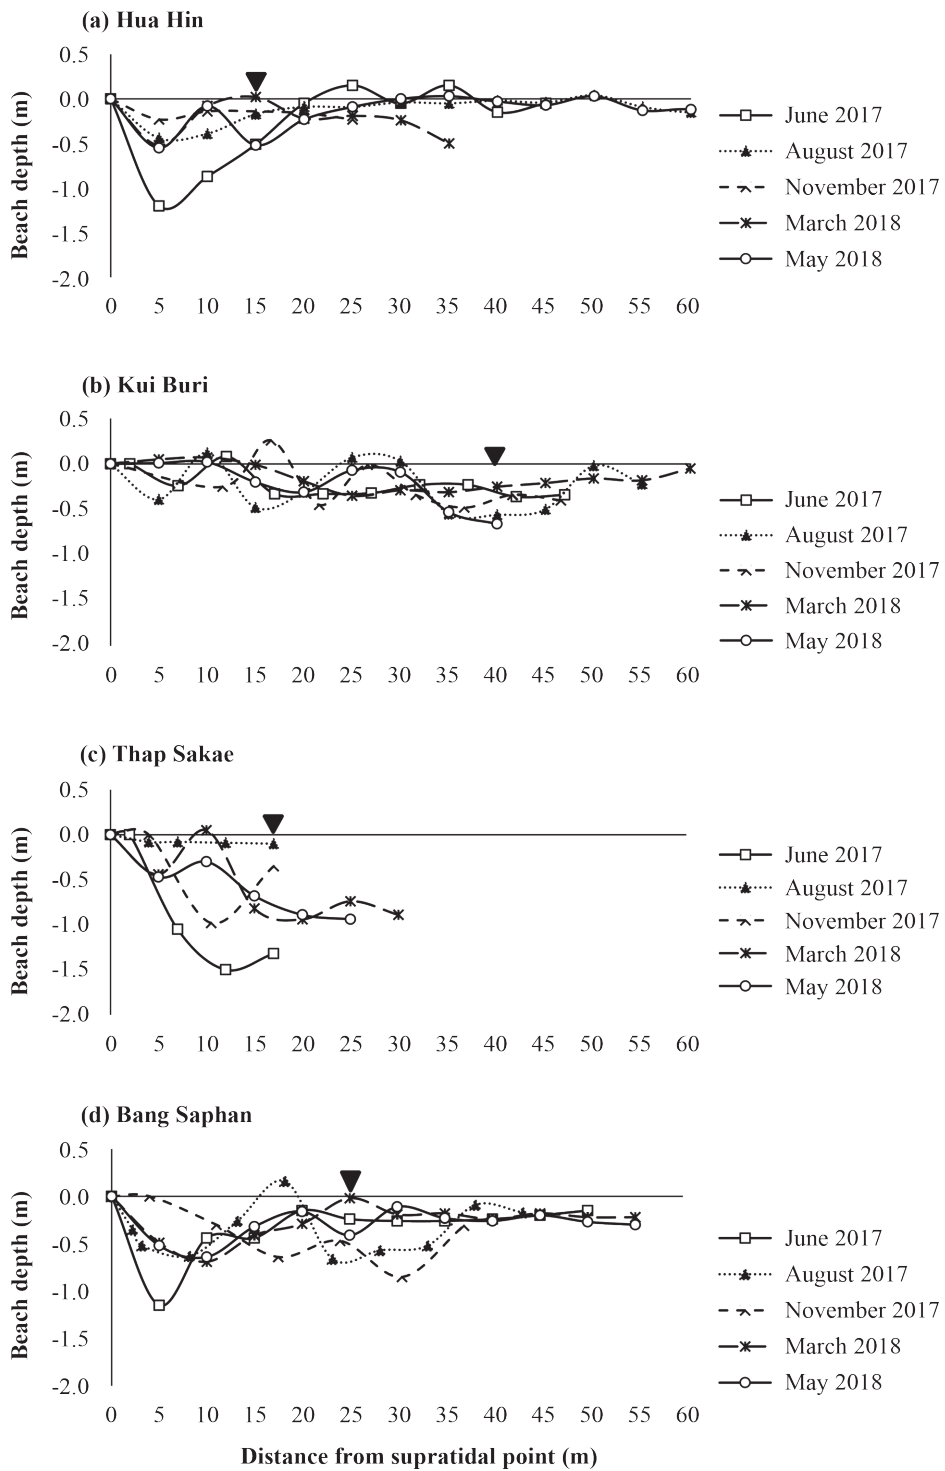 (a) Hua Hin
0.5
0.0
-0.5
-1.0
-1.5
-2.0
Beach depth (m)
0 5 10 15 20 25 30 35 40 45 50 55 60
June 2017
August 2017
November 2017
March 2018
May 2018
(b) Kui Buri
0.5
0.0
-0.5
-1.0
-1.5
-2.0
Beach depth (m)
0 5 10 15 20 25 30 35 40 45 50 55 60
June 2017
August 2017
November 2017
March 2018
May 2018
(c) Thap Sakae
0.5
0.0
-0.5
-1.0
-1.5
-2.0
Beach depth (m)
0 5 10 15 20 25 30 35 40 45 50 55 60
June 2017
August 2017
November 2017
March 2018
May 2018
(d) Bang Saphan
0.5
0.0
-0.5
-1.0
-1.5
-2.0
Beach depth (m)
0 5 10 15 20 25 30 35 40 45 50 55 60
June 2017
August 2017
November 2017
March 2018
May 2018
Distance from supratidal point (m)